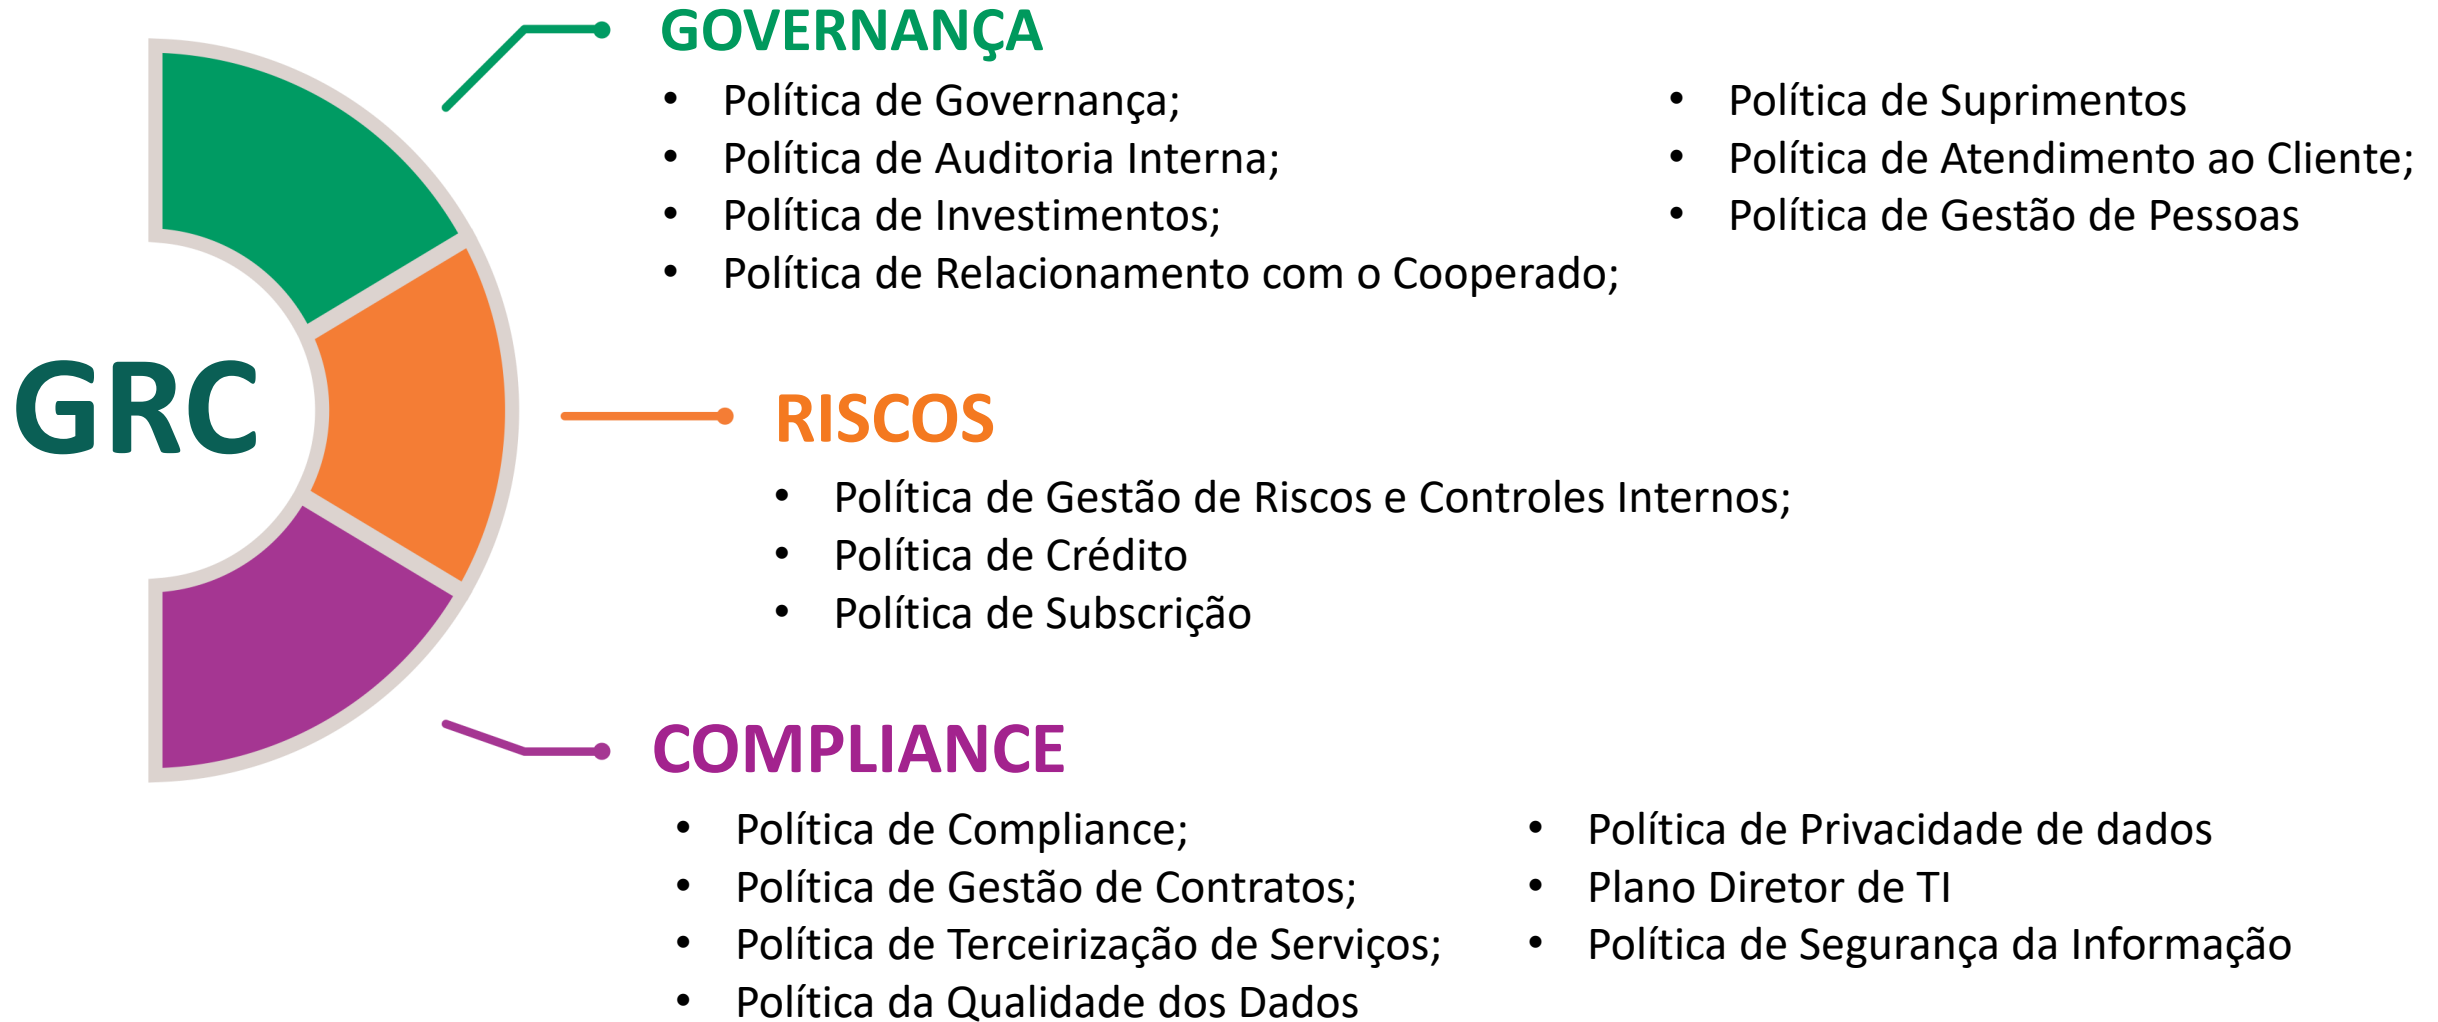 GRC
GOVERNANÇA
• Política de Governança;
• Política de Auditoria Interna;
• Política de Investimentos;
• Política de Relacionamento com o Cooperado;
• Política de Suprimentos
• Política de Atendimento ao Cliente;
• Política de Gestão de Pessoas
RISCOS
• Política de Gestão de Riscos e Controles Internos;
• Política de Crédito
• Política de Subscrição
COMPLIANCE
• Política de Compliance;
• Política de Gestão de Contratos;
• Política de Terceirização de Serviços;
• Política da Qualidade dos Dados
• Política de Privacidade de dados
• Plano Diretor de TI
• Política de Segurança da Informação